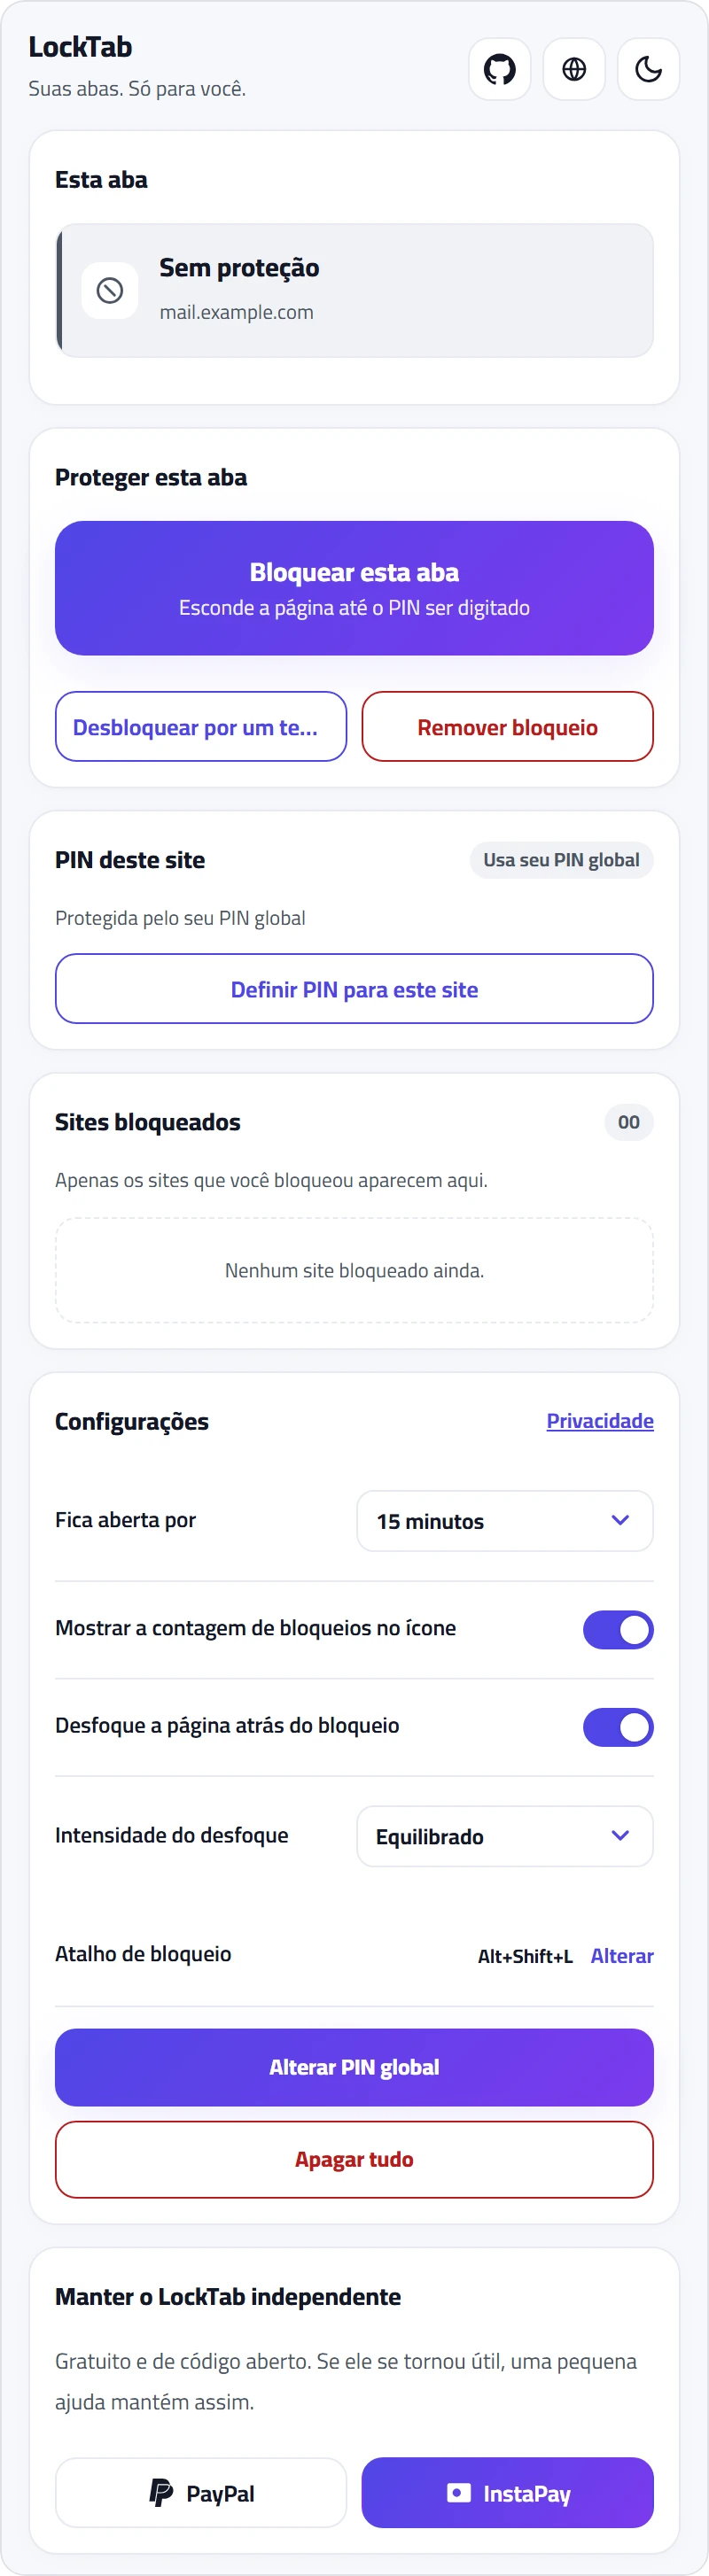 LockTab
Suas abas. Só para você.
Esta aba
Sem proteção
mail.example.com
Proteger esta aba
Bloquear esta aba
Esconde a página até o PIN ser digitado
Desbloquear por um te...
Remover bloqueio
PIN deste site
Usa seu PIN global
Protegida pelo seu PIN global
Definir PIN para este site
Sites bloqueados
00
Apenas os sites que você bloqueou aparecem aqui.
Nenhum site bloqueado ainda.
Configurações
Privacidade
Fica aberta por
15 minutos
Mostrar a contagem de bloqueios no ícone
Desfoque a página atrás do bloqueio
Intensidade do desfoque
Equilibrado
Atalho de bloqueio
Alt+Shift+L
Alterar
Alterar PIN global
Apagar tudo
Manter o LockTab independente
Gratuito e de código aberto. Se ele se tornou útil, uma pequena
ajuda mantém assim.
PayPal
InstaPay